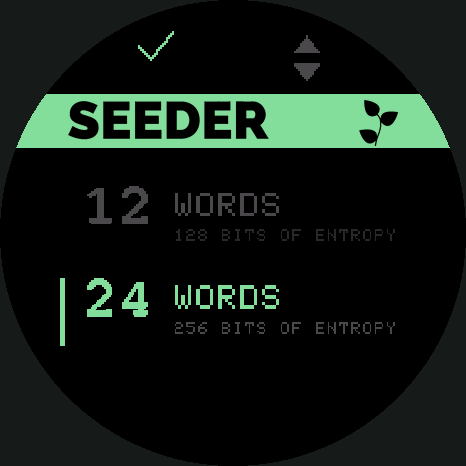 SEEDER
12 WORDS
128 BITS OF ENTROPY
24 WORDS
256 BITS OF ENTROPY